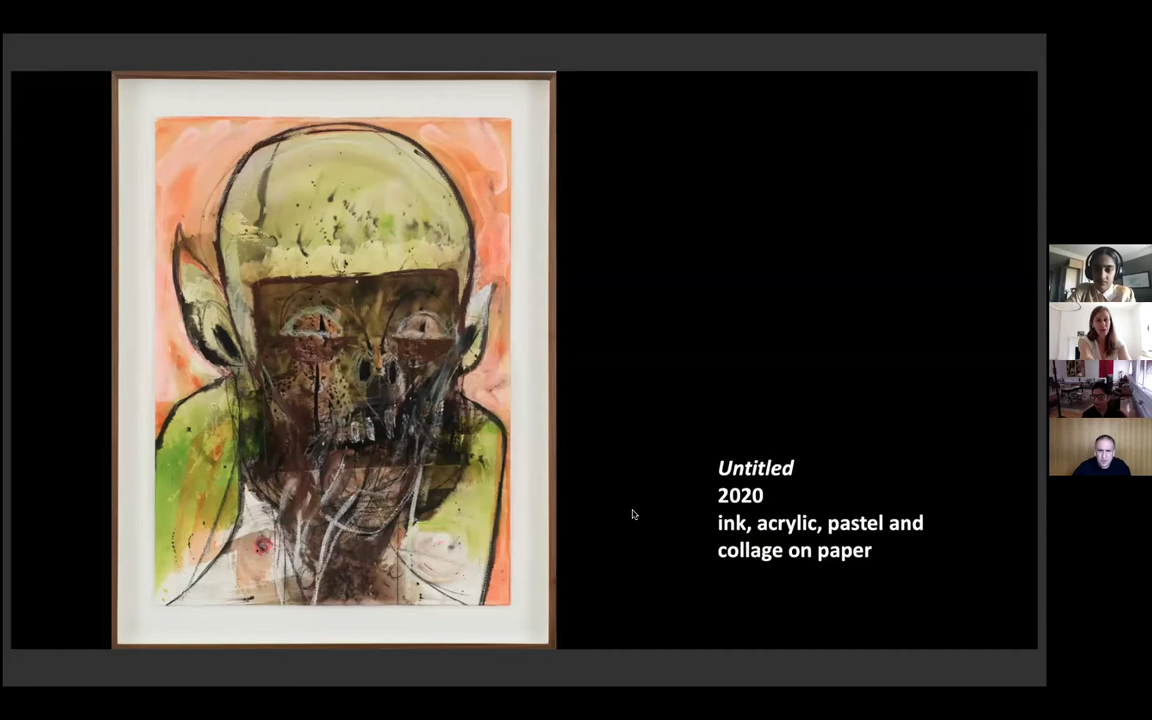 Untitled
2020
ink, acrylic, pastel and
collage on paper